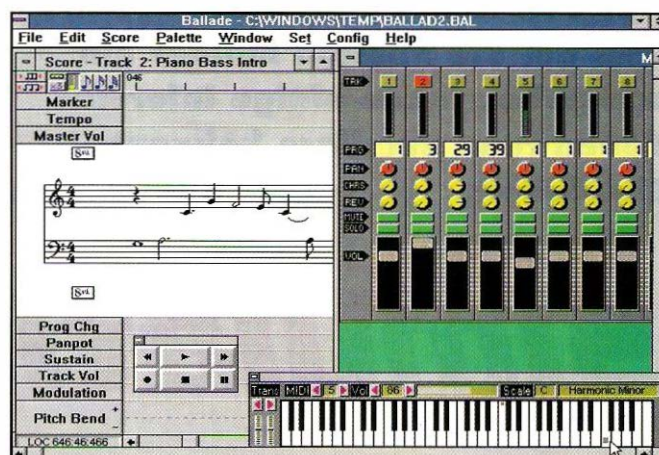 Ballade - C:\WINDOWS\TEMP\BALLAD2.BAL
File Edit Score Palette Window Set Config Help
Score - Track 2: Piano Bass Intro
046
Marker
Tempo
Master Vol
8va
8va
Prog Chg
Panpot
Sustain
Track Vol
Modulation
Pitch Bend + -
LOC 646:46:466
M
TRK 1 2 3 4 5 6 7 8
PRG 1 3 29 39 1 1 1 1
PAN
CHRS
REV
MUTE
SOLO
VOL
Trans MIDI 5 Vol 86 Scale C Harmonic Minor